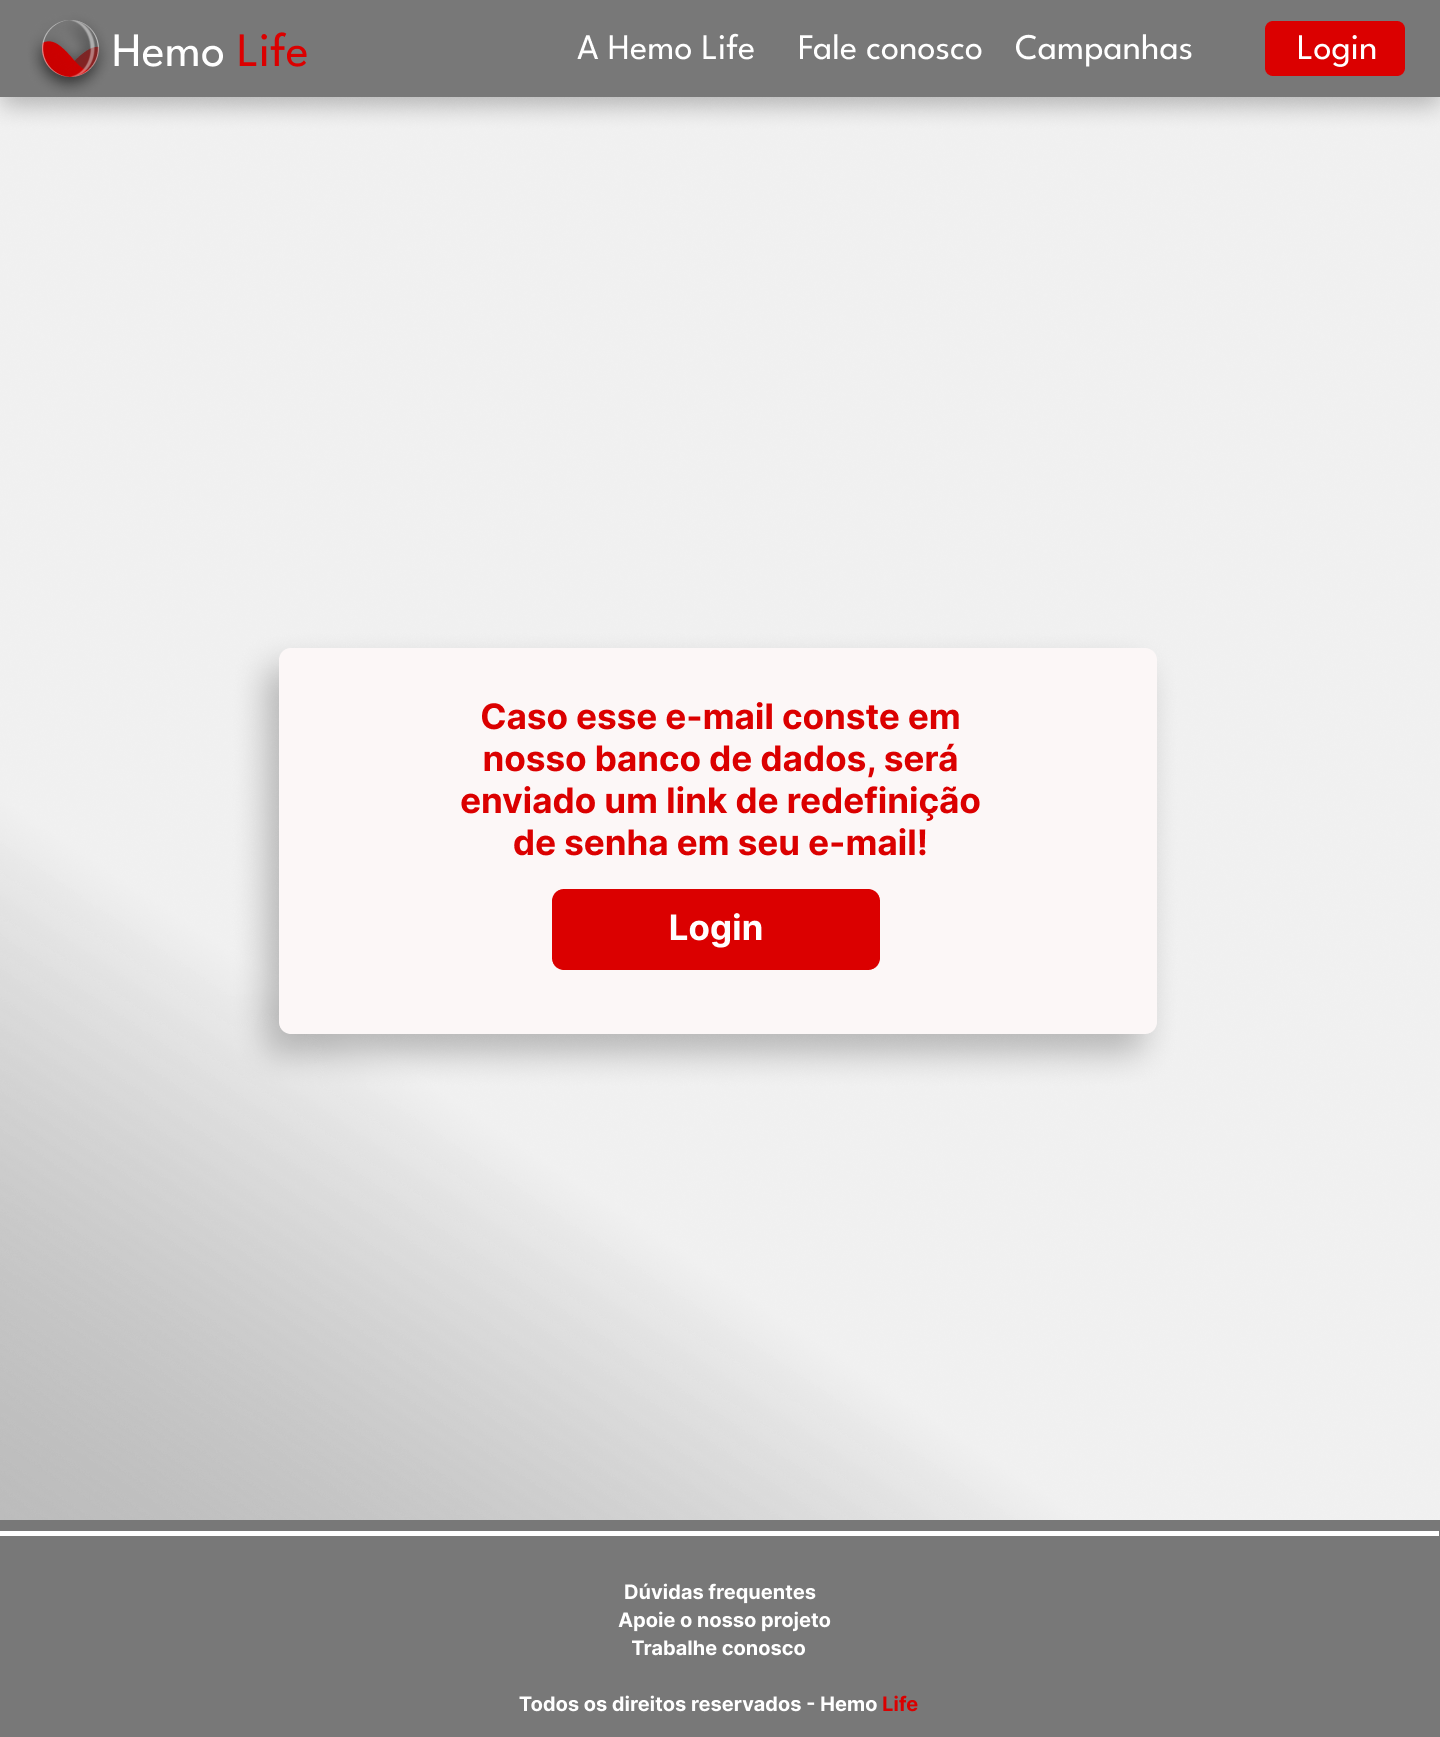 Hemo Life
A Hemo Life
Fale conosco
Campanhas
Login
Caso esse e-mail conste em
nosso banco de dados, será
enviado um link de redefinição
de senha em seu e-mail!
Login
Dúvidas frequentes
Apoie o nosso projeto
Trabalhe conosco
Todos os direitos reservados - Hemo Life